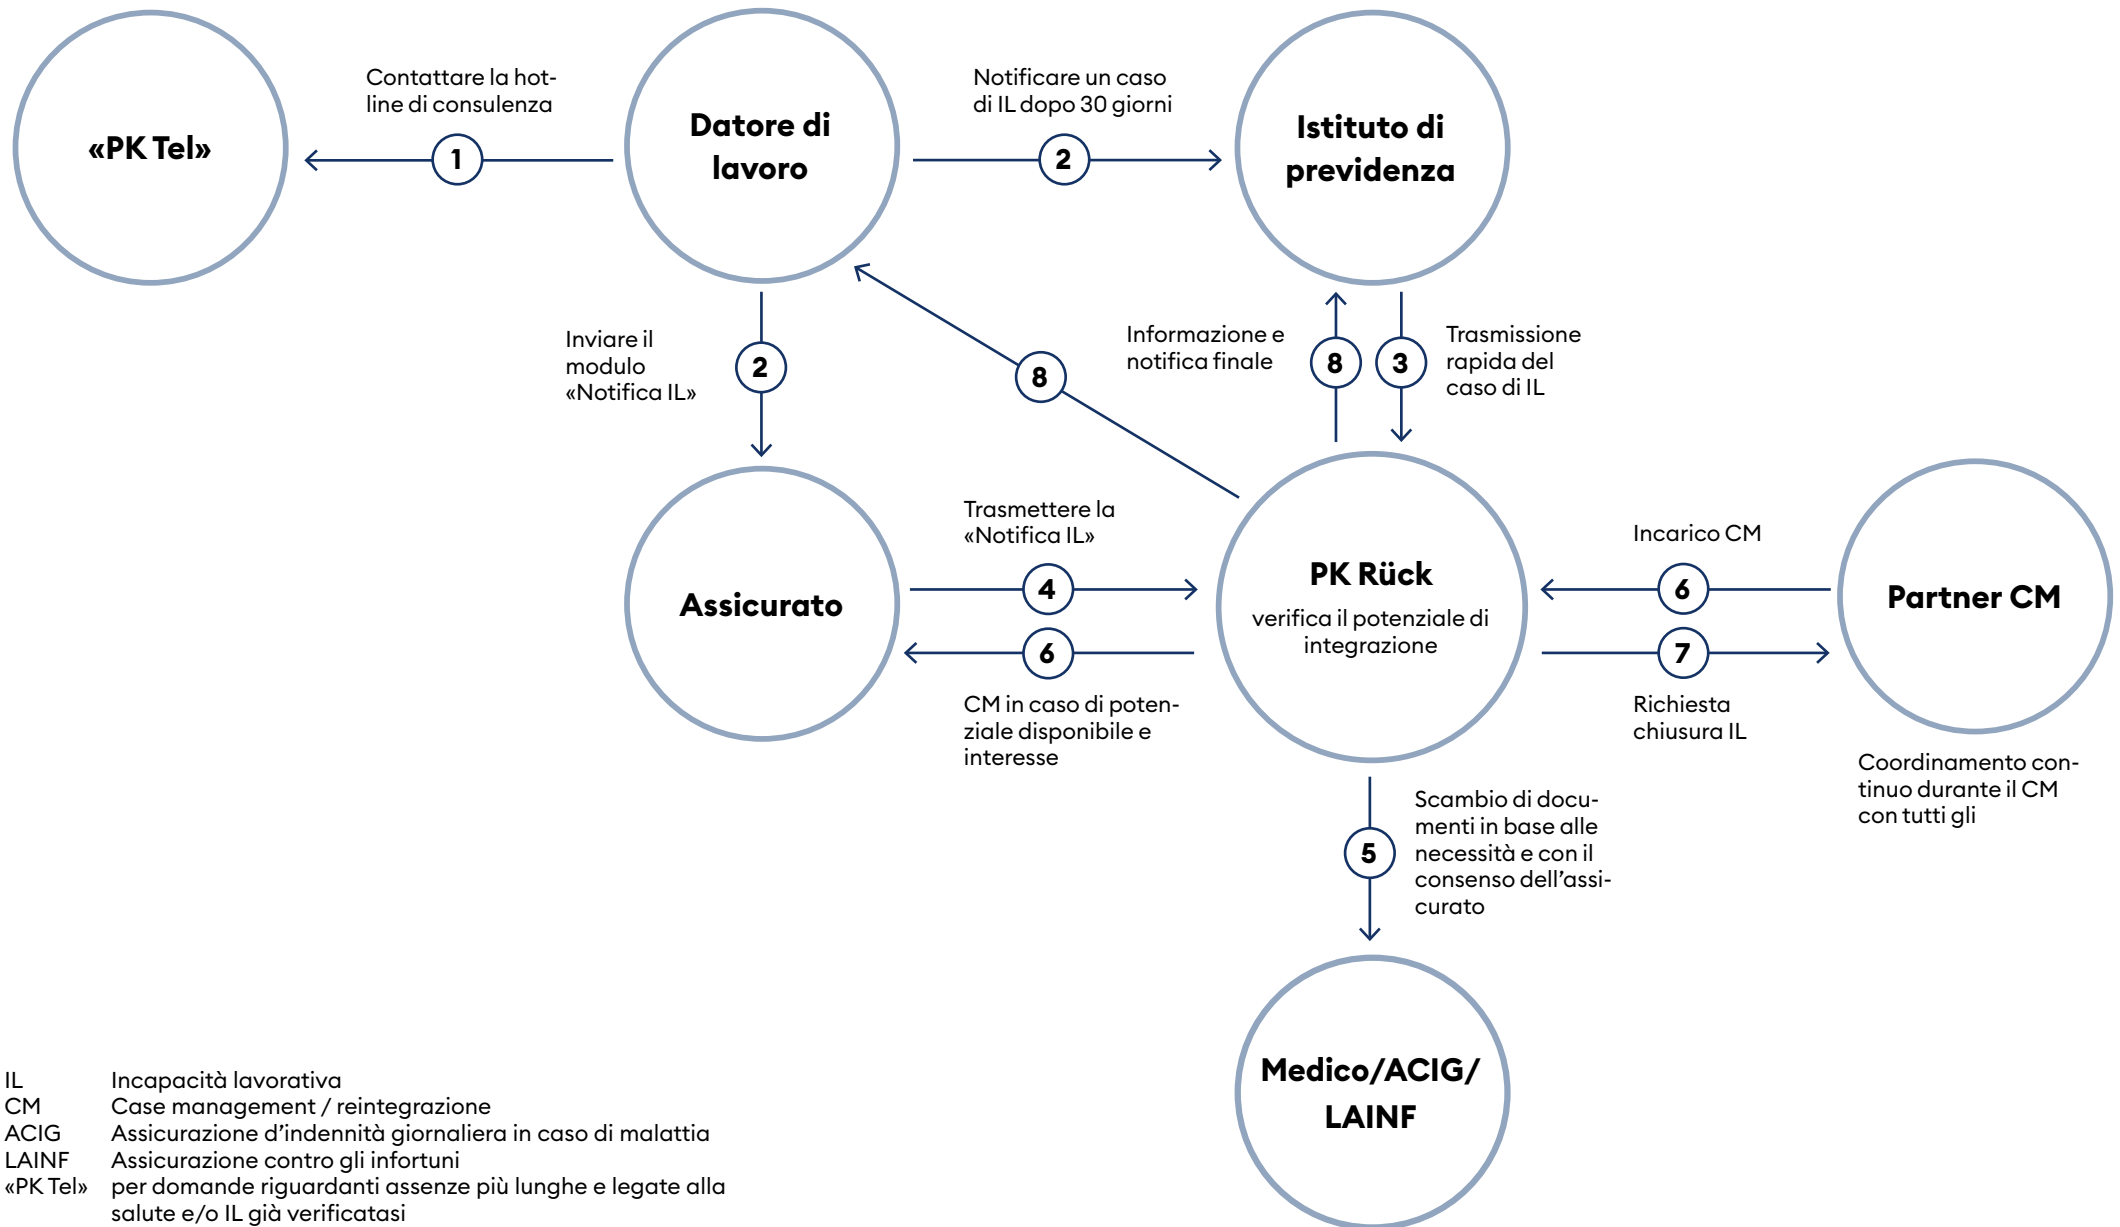 «PK Tel»
Contattare la hot-
line di consulenza
1
Datore di
lavoro
Notificare un caso
di IL dopo 30 giorni
2
Istituto di
previdenza
Inviare il
modulo
«Notifica IL»
2
8
Informazione e
notifica finale
8
3
Trasmissione
rapida del
caso di IL
Assicurato
Trasmettere la
«Notifica IL»
4
6
CM in caso di poten-
ziale disponibile e
interesse
PK Rück
verifica il potenziale di
integrazione
Incarico CM
6
7
Richiesta
chiusura IL
Partner CM
Coordinamento con-
tinuo durante il CM
con tutti gli
5
Scambio di docu-
menti in base alle
necessità e con il
consenso dell’assi-
curato
Medico/ACIG/
LAINF
IL Incapacità lavorativa
CM Case management / reintegrazione
ACIG Assicurazione d’indennità giornaliera in caso di malattia
LAINF Assicurazione contro gli infortuni
«PK Tel» per domande riguardanti assenze più lunghe e legate alla
salute e/o IL già verificatasi